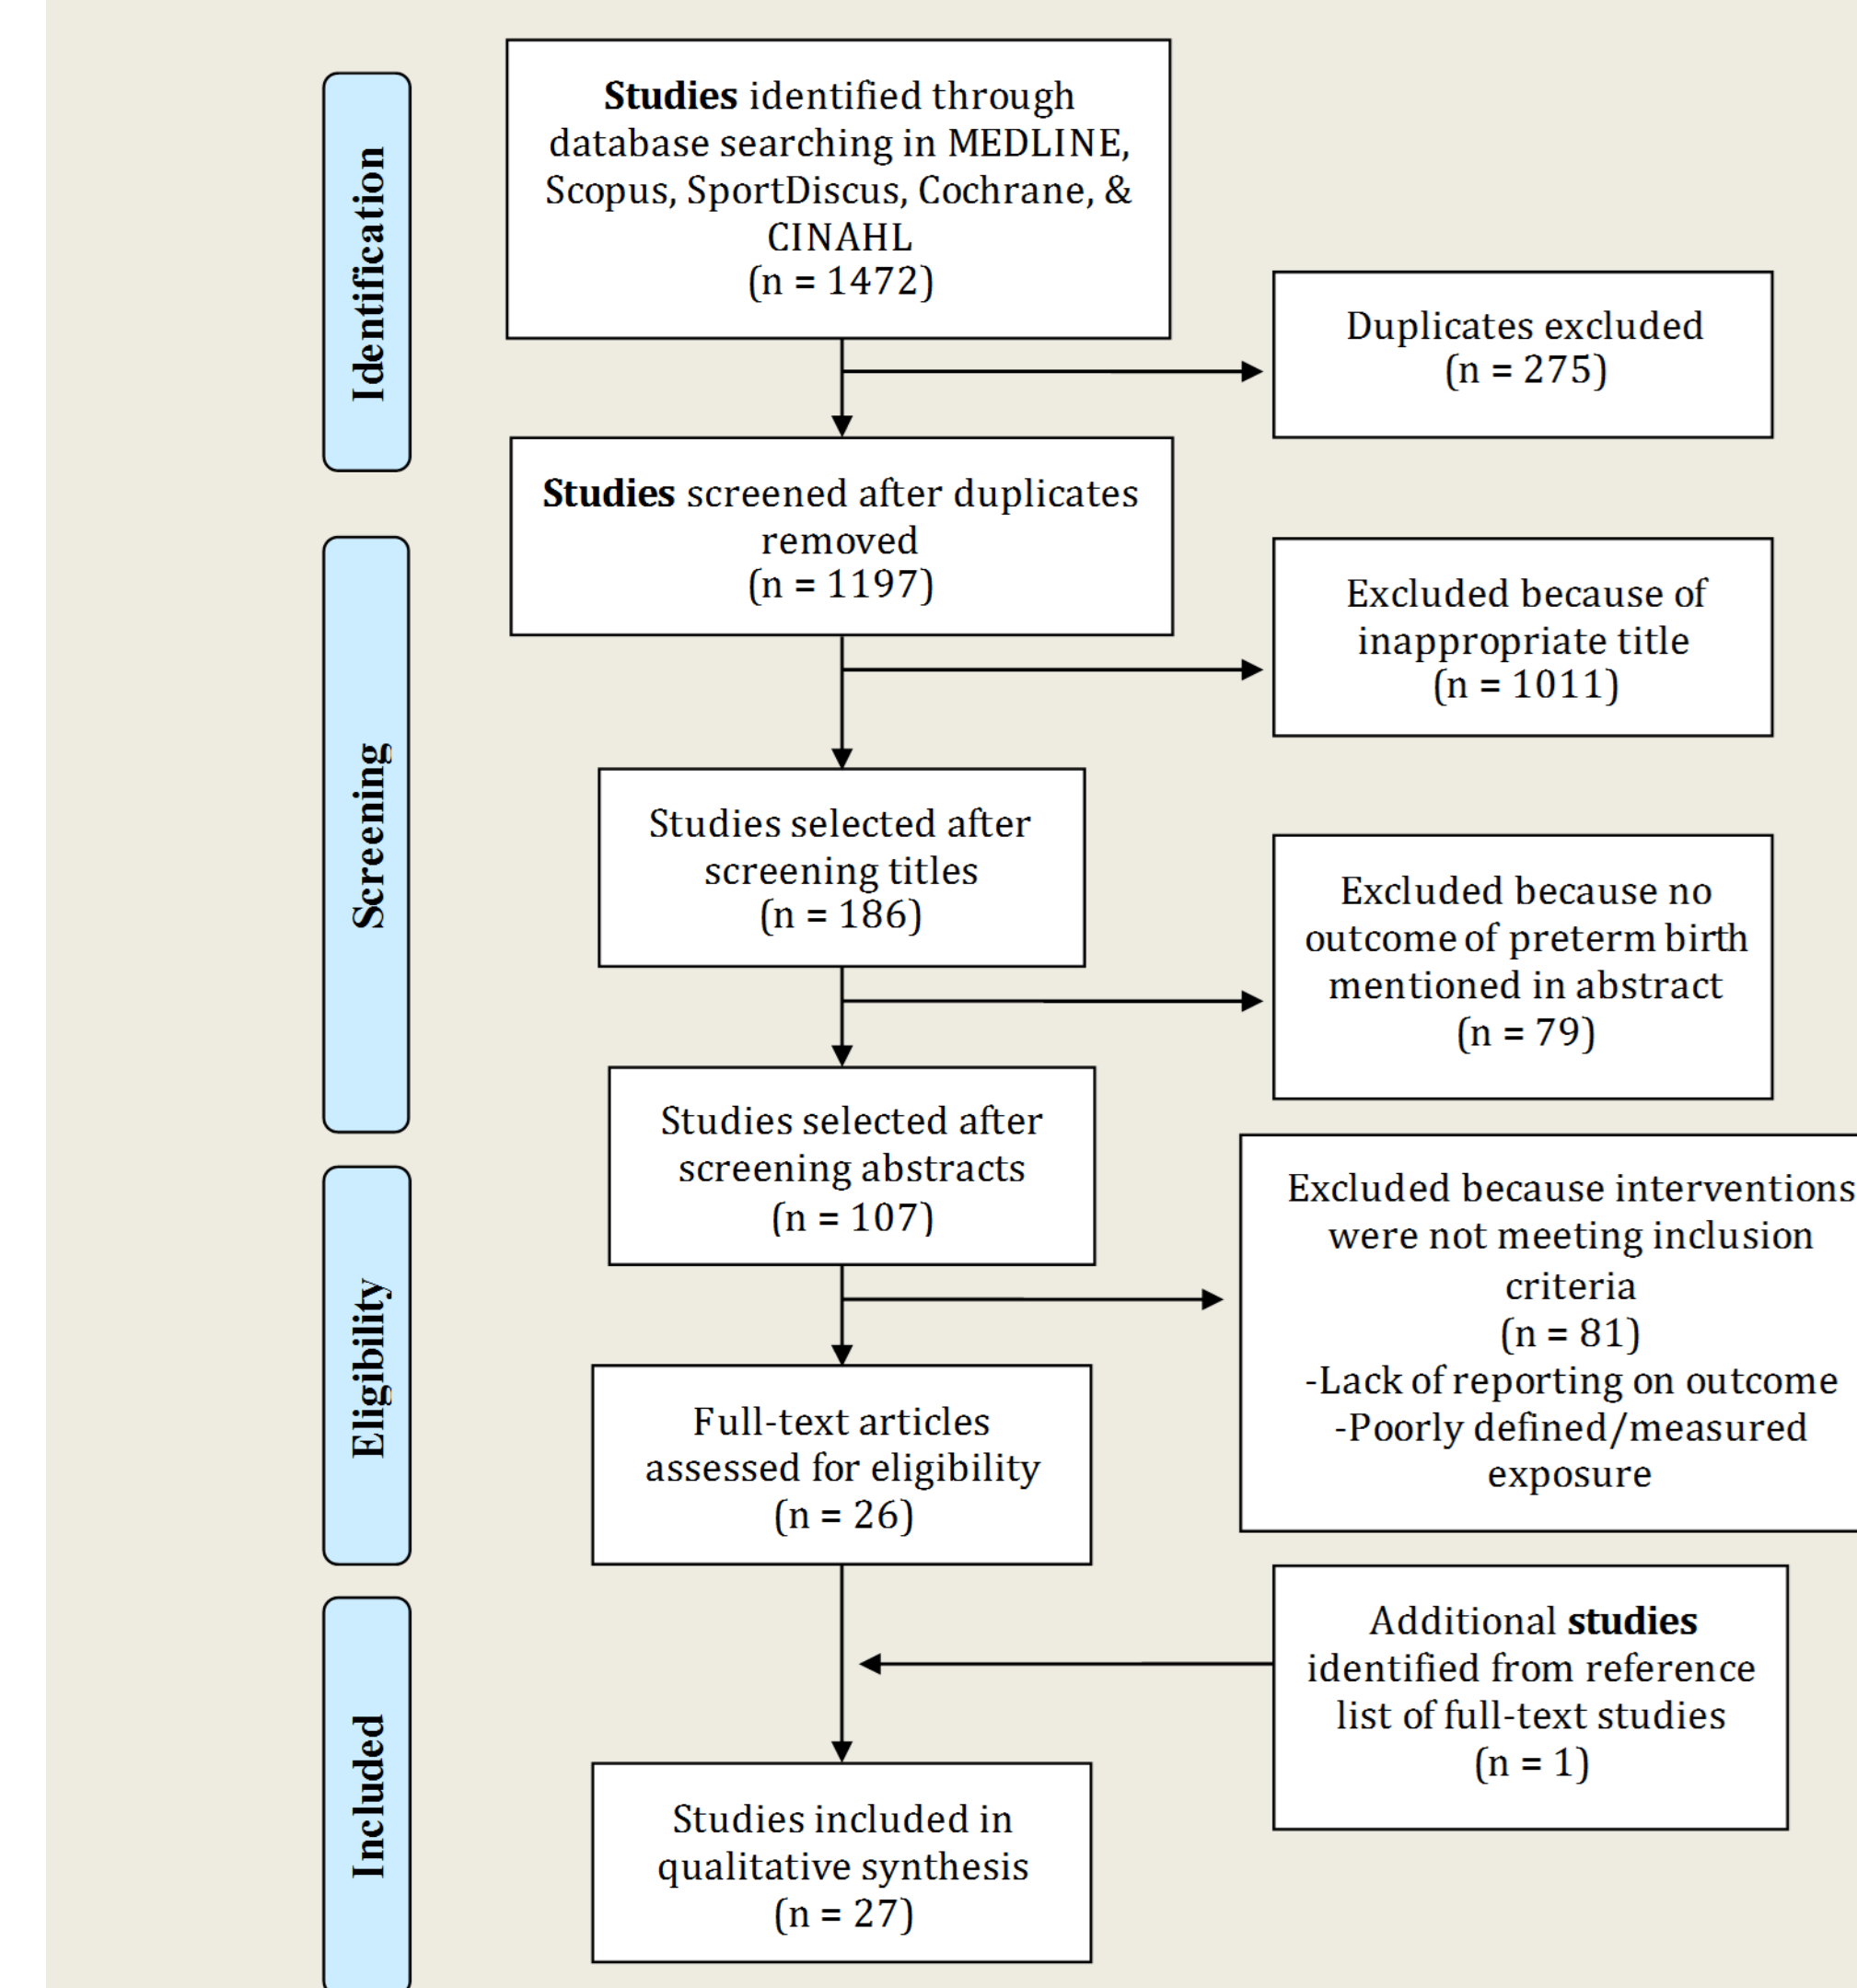 Identification
Studies identified through
database searching in MEDLINE,
Scopus, SportDiscus, Cochrane, &
CINAHL
(n = 1472)
Duplicates excluded
(n = 275)
Studies screened after duplicates
removed
(n = 1197)
Screening
Excluded because of
inappropriate title
(n = 1011)
Studies selected after
screening titles
(n = 186)
Excluded because no
outcome of preterm birth
mentioned in abstract
(n = 79)
Studies selected after
screening abstracts
(n = 107)
Eligibility
Excluded because interventions
were not meeting inclusion
criteria
(n = 81)
-Lack of reporting on outcome
-Poorly defined/measured
exposure
Full-text articles
assessed for eligibility
(n = 26)
Included
Additional studies
identified from reference
list of full-text studies
(n = 1)
Studies included in
qualitative synthesis
(n = 27)